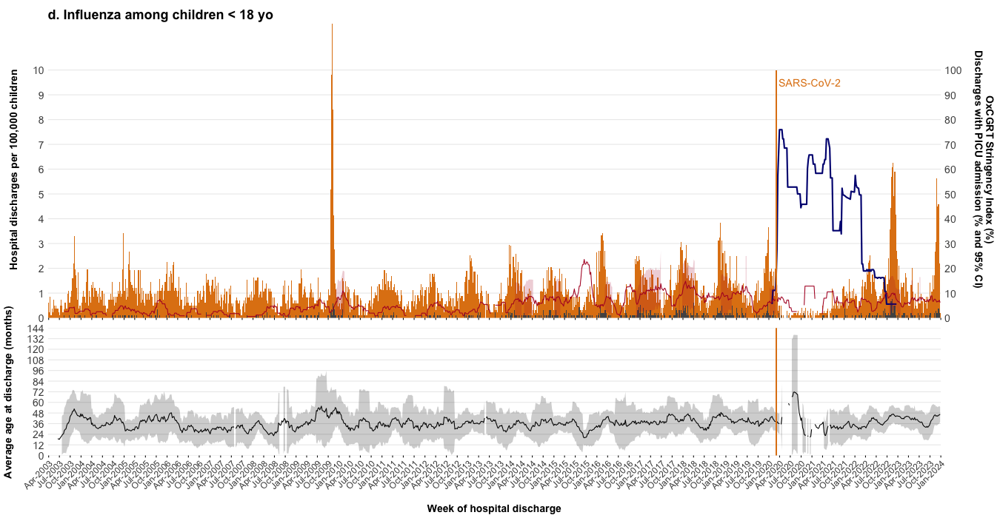 d. Influenza among children < 18 yo
Hospital discharges per 100,000 children
10
9
8
7
6
5
4
3
2
1
0
SARS-CoV-2
100
90
80
70
60
50
40
30
20
10
0
OxCGRT Stringency Index (%)
Discharges with PICU admission (% and 95% CI)
Average age at discharge (months)
144
132
120
108
96
84
72
60
48
36
24
12
0
Apr-2003
Jul-2003
Oct-2003
Jan-2004
Apr-2004
Jul-2004
Oct-2004
Jan-2005
Apr-2005
Jul-2005
Oct-2005
Jan-2006
Apr-2006
Jul-2006
Oct-2006
Jan-2007
Apr-2007
Jul-2007
Oct-2007
Jan-2008
Apr-2008
Jul-2008
Oct-2008
Jan-2009
Apr-2009
Jul-2009
Oct-2009
Jan-2010
Apr-2010
Jul-2010
Oct-2010
Jan-2011
Apr-2011
Jul-2011
Oct-2011
Jan-2012
Apr-2012
Jul-2012
Oct-2012
Jan-2013
Apr-2013
Jul-2013
Oct-2013
Jan-2014
Apr-2014
Jul-2014
Oct-2014
Jan-2015
Apr-2015
Jul-2015
Oct-2015
Jan-2016
Apr-2016
Jul-2016
Oct-2016
Jan-2017
Apr-2017
Jul-2017
Oct-2017
Jan-2018
Apr-2018
Jul-2018
Oct-2018
Jan-2019
Apr-2019
Jul-2019
Oct-2019
Jan-2020
Apr-2020
Jul-2020
Oct-2020
Jan-2021
Apr-2021
Jul-2021
Oct-2021
Jan-2022
Apr-2022
Jul-2022
Oct-2022
Jan-2023
Apr-2023
Jul-2023
Oct-2023
Jan-2024
Week of hospital discharge